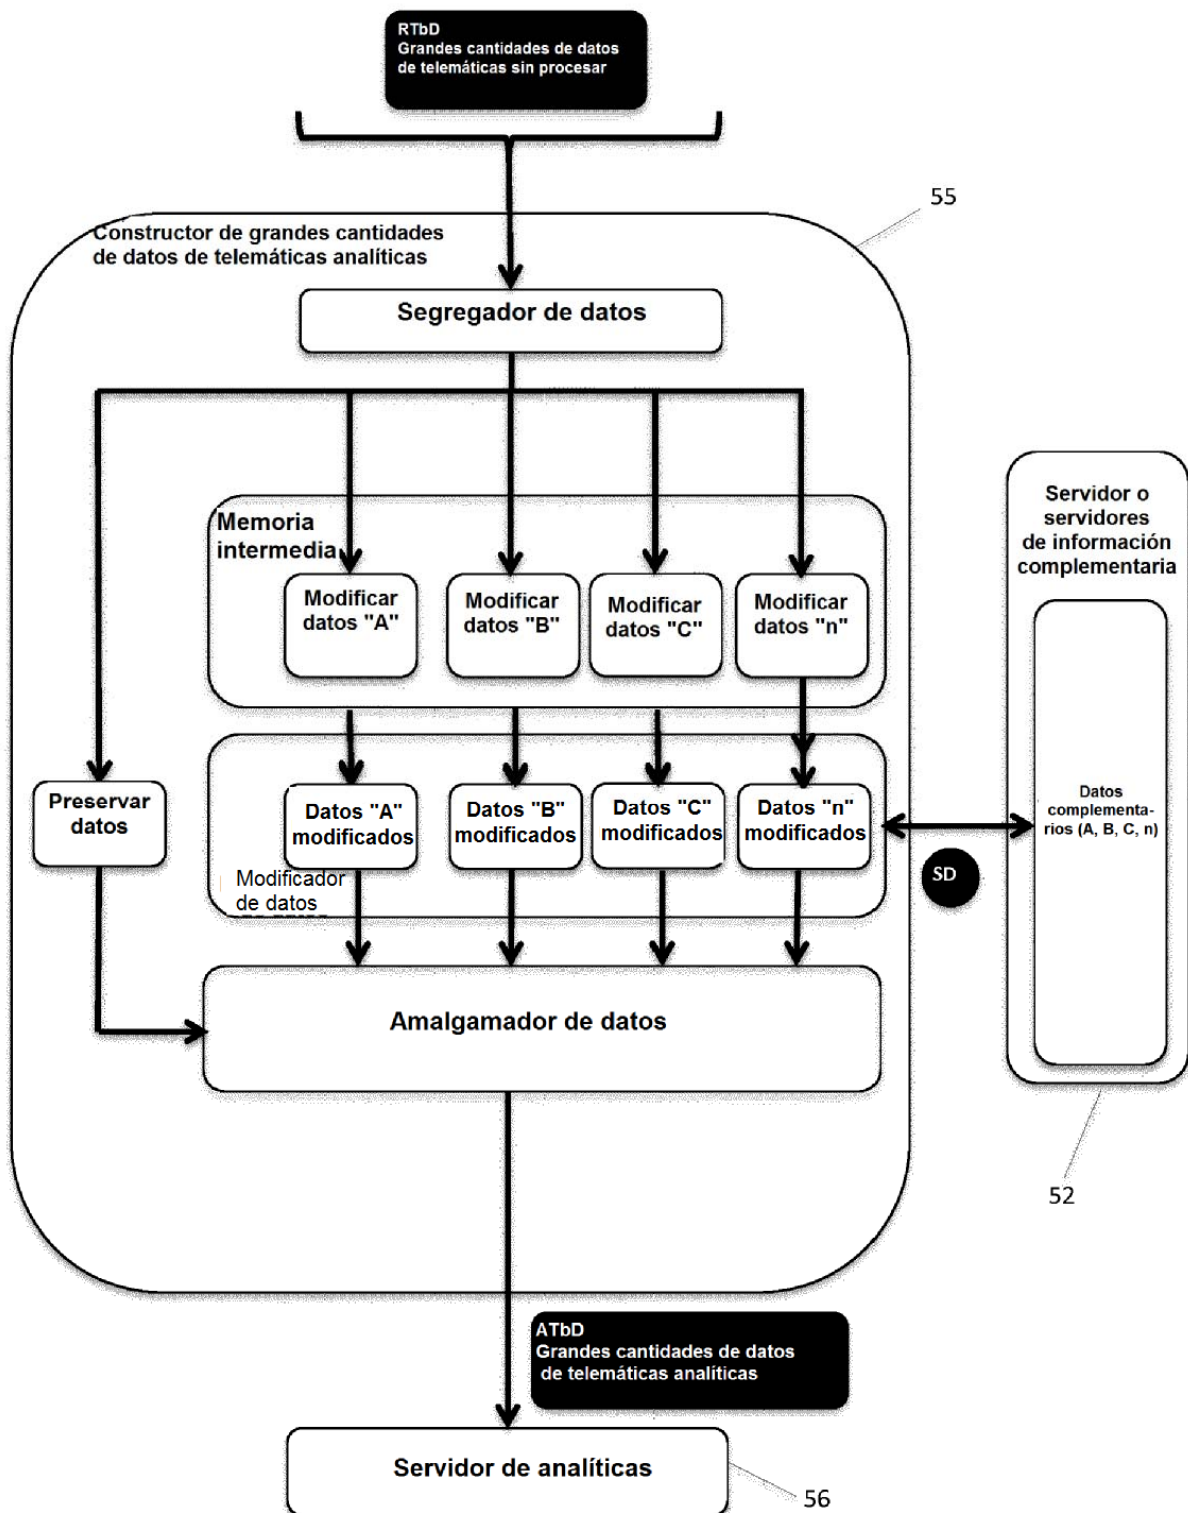 RTbD
Grandes cantidades de datos
de telemáticas sin procesar
55
Constructor de grandes cantidades
de datos de telemáticas analíticas
Segregador de datos
Memoria
intermedia
Modificar
datos "A"
Modificar
datos "B"
Modificar
datos "C"
Modificar
datos "n"
Servidor o
servidores
de información
complementaria
Preservar
datos
Datos "A"
modificados
Datos "B"
modificados
Datos "C"
modificados
Datos "n"
modificados
Modificador
de datos
SD
Datos
complementa-
rios (A, B, C, n)
Amalgamador de datos
52
ATbD
Grandes cantidades de datos
de telemáticas analíticas
Servidor de analíticas
56